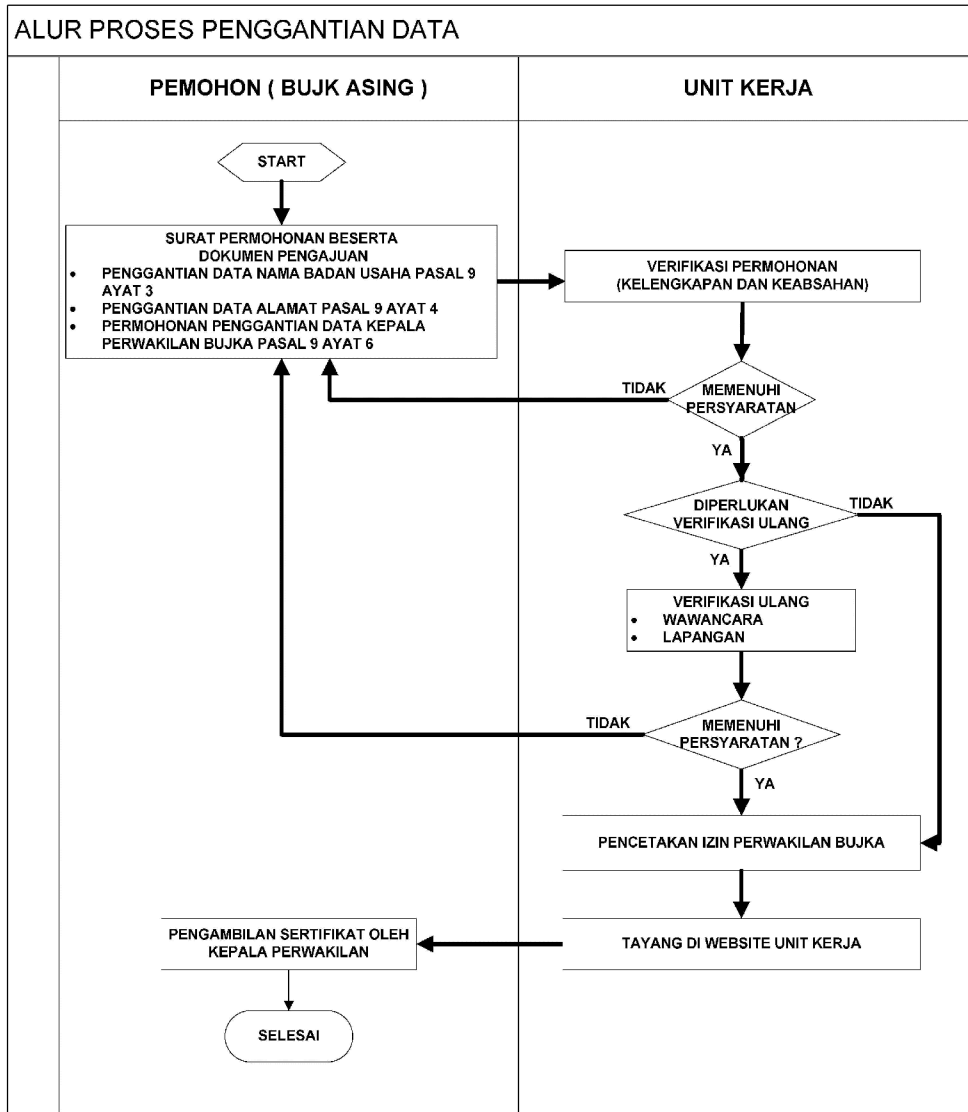 ALUR PROSES PENGGANTIAN DATA
PEMOHON ( BUJK ASING )
UNIT KERJA
START
SURAT PERMOHONAN BESERTA
DOKUMEN PENGAJUAN
• PENGGANTIAN DATA NAMA BADAN USAHA PASAL 9
AYAT 3
• PENGGANTIAN DATA ALAMAT PASAL 9 AYAT 4
• PERMOHONAN PENGGANTIAN DATA KEPALA
PERWAKILAN BUJKA PASAL 9 AYAT 6
VERIFIKASI PERMOHONAN
(KELENGKAPAN DAN KEABSAHAN)
TIDAK
MEMENUHI
PERSYARATAN
YA
DIPERLUKAN
VERIFIKASI ULANG
TIDAK
YA
VERIFIKASI ULANG
• WAWANCARA
• LAPANGAN
TIDAK
MEMENUHI
PERSYARATAN ?
YA
PENCETAKAN IZIN PERWAKILAN BUJKA
TAYANG DI WEBSITE UNIT KERJA
PENGAMBILAN SERTIFIKAT OLEH
KEPALA PERWAKILAN
SELESAI